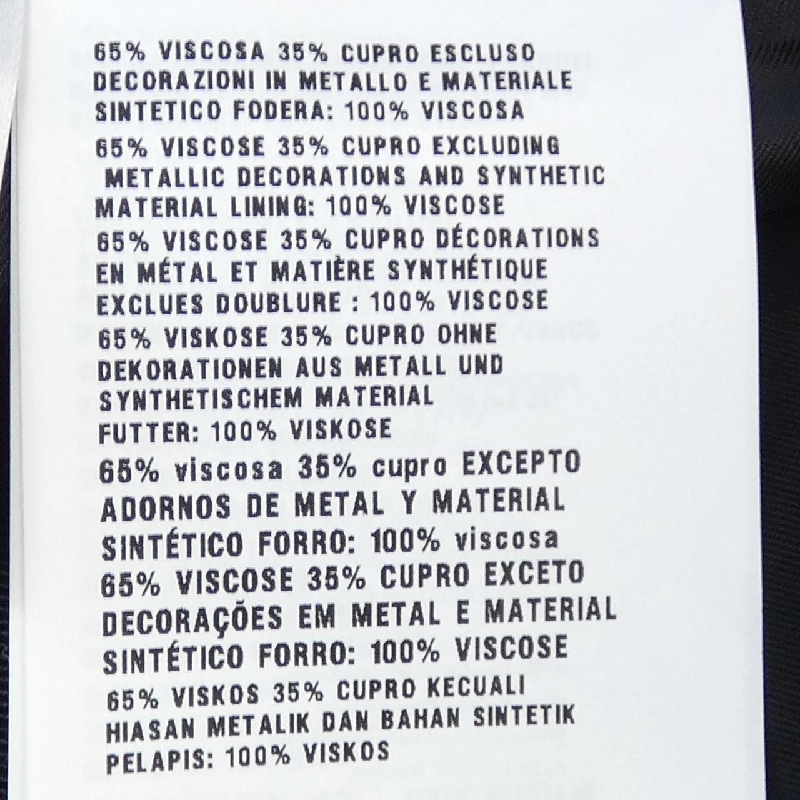 65% VISCOSA 35% CUPRO ESCLUSO
DECORAZIONI IN METALLO E MATERIALE
SINTETICO FODERA: 100% VISCOSA
65% VISCOSE 35% CUPRO EXCLUDING
METALLIC DECORATIONS AND SYNTHETIC
MATERIAL LINING: 100% VISCOSE
65% VISCOSE 35% CUPRO DÉCORATIONS
EN MÉTAL ET MATIÈRE SYNTHÉTIQUE
EXCLUES DOUBLURE : 100% VISCOSE
65% VISKOSE 35% CUPRO OHNE
DEKORATIONEN AUS METALL UND
SYNTHETISCHEM MATERIAL
FUTTER: 100% VISKOSE
65% viscosa 35% cupro EXCEPTO
ADORNOS DE METAL Y MATERIAL
SINTÉTICO FORRO: 100% viscosa
65% VISCOSE 35% CUPRO EXCETO
DECORAÇÕES EM METAL E MATERIAL
SINTÉTICO FORRO: 100% VISCOSE
65% VISKOS 35% CUPRO KECUALI
HIASAN METALIK DAN BAHAN SINTETIK
PELAPIS: 100% VISKOS